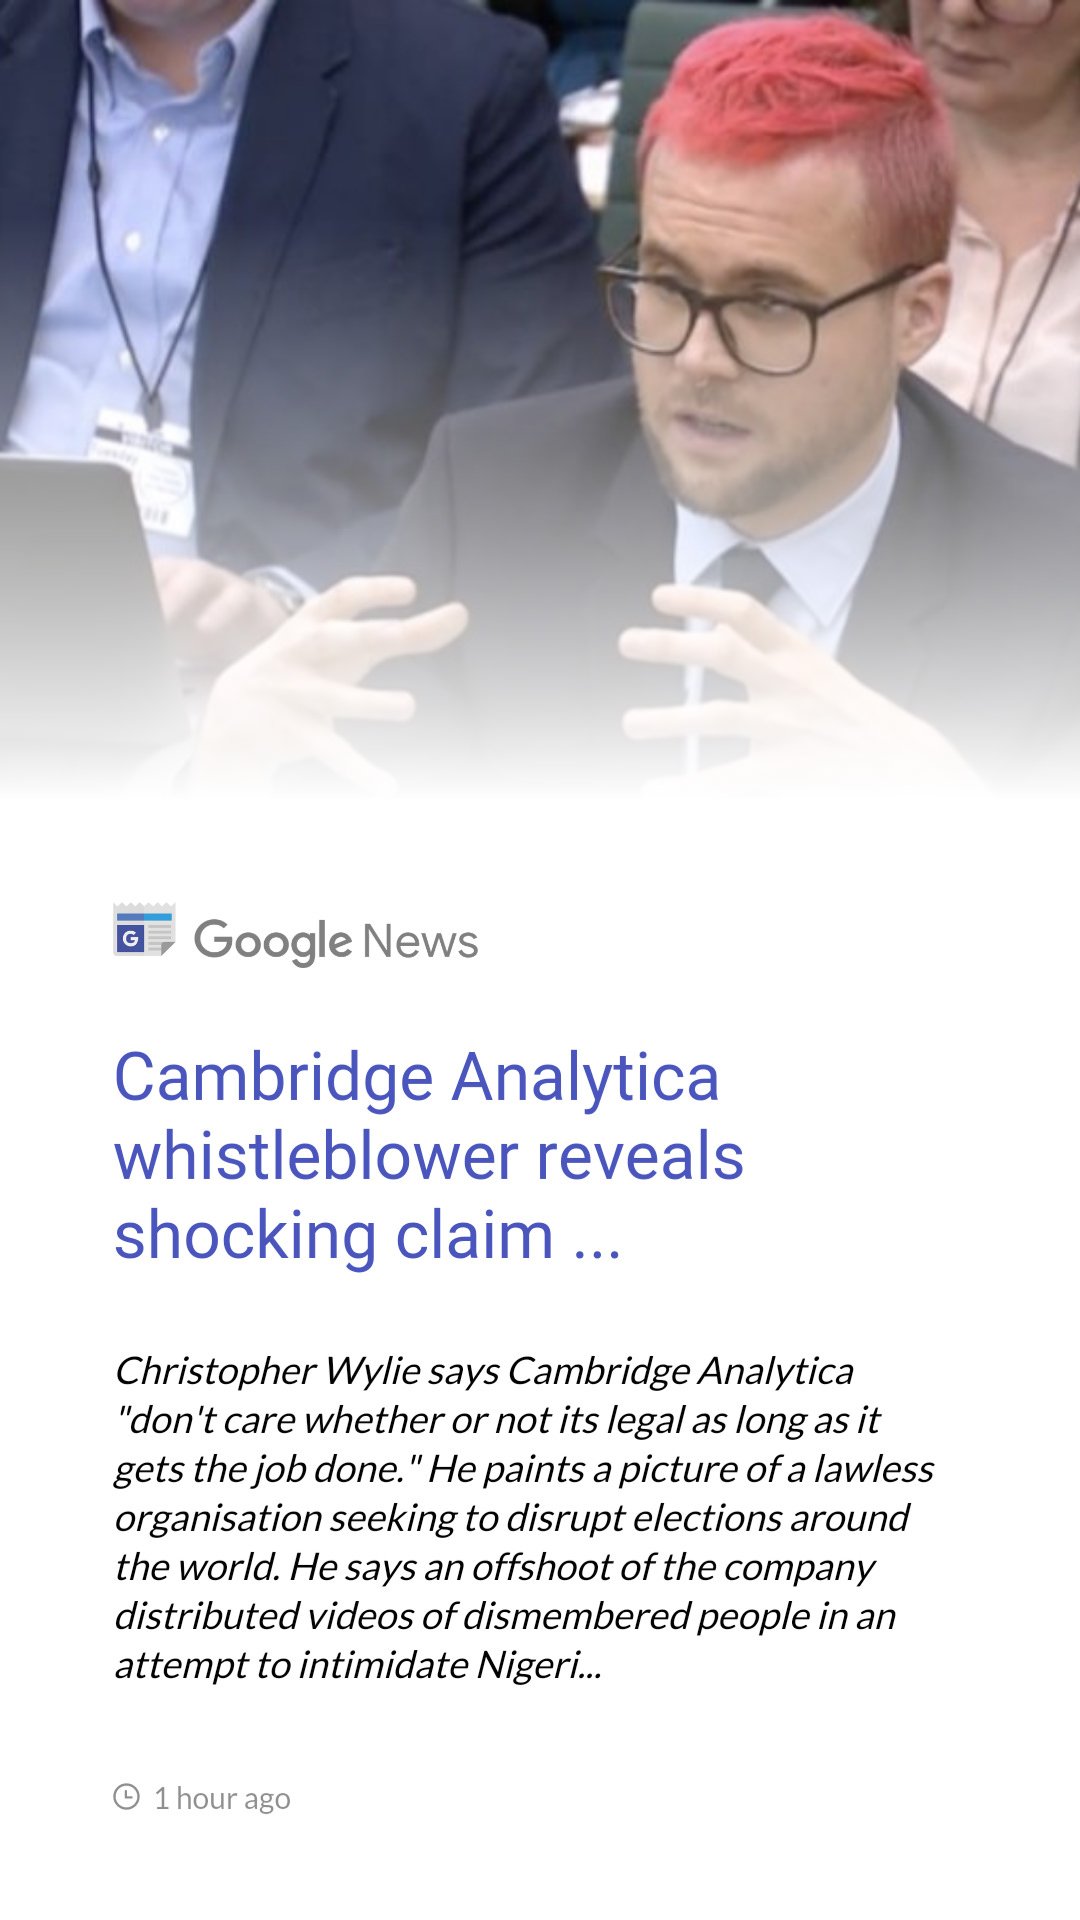 G Google News
Cambridge Analytica
whistleblower reveals
shocking claim ...
Christopher Wylie says Cambridge Analytica
"don't care whether or not its legal as long as it
gets the job done." He paints a picture of a lawless
organisation seeking to disrupt elections around
the world. He says an offshoot of the company
distributed videos of dismembered people in an
attempt to intimidate Nigeri...
1 hour ago